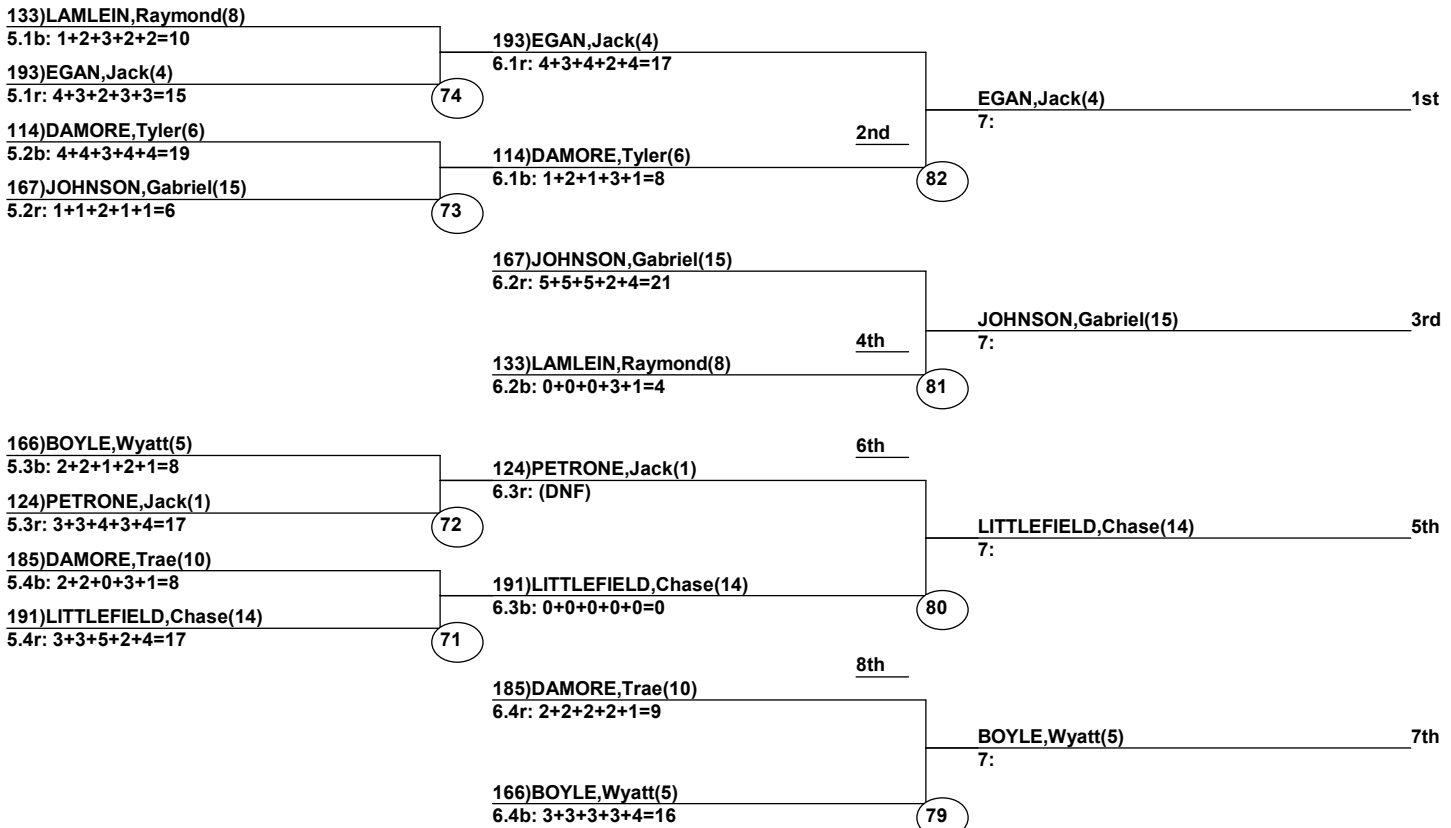 133)LAMLEIN,Raymond(8)
5.1b: 1+2+3+2+2=10
193)EGAN,Jack(4)
5.1r: 4+3+2+3+3=15
74
114)DAMORE,Tyler(6)
5.2b: 4+4+3+4+4=19
167)JOHNSON,Gabriel(15)
5.2r: 1+1+2+1+1=6
73
193)EGAN,Jack(4)
6.1r: 4+3+4+2+4=17
2nd
114)DAMORE,Tyler(6)
6.1b: 1+2+1+3+1=8
82
EGAN,Jack(4)
7:
1st
167)JOHNSON,Gabriel(15)
6.2r: 5+5+5+2+4=21
4th
133)LAMLEIN,Raymond(8)
6.2b: 0+0+0+3+1=4
81
JOHNSON,Gabriel(15)
7:
3rd
166)BOYLE,Wyatt(5)
5.3b: 2+2+1+2+1=8
124)PETRONE,Jack(1)
5.3r: 3+3+4+3+4=17
72
185)DAMORE,Trae(10)
5.4b: 2+2+0+3+1=8
191)LITTLEFIELD,Chase(14)
5.4r: 3+3+5+2+4=17
71
6th
124)PETRONE,Jack(1)
6.3r: (DNF)
191)LITTLEFIELD,Chase(14)
6.3b: 0+0+0+0+0=0
80
LITTLEFIELD,Chase(14)
7:
5th
8th
185)DAMORE,Trae(10)
6.4r: 2+2+2+2+1=9
166)BOYLE,Wyatt(5)
6.4b: 3+3+3+3+4=16
79
BOYLE,Wyatt(5)
7:
7th